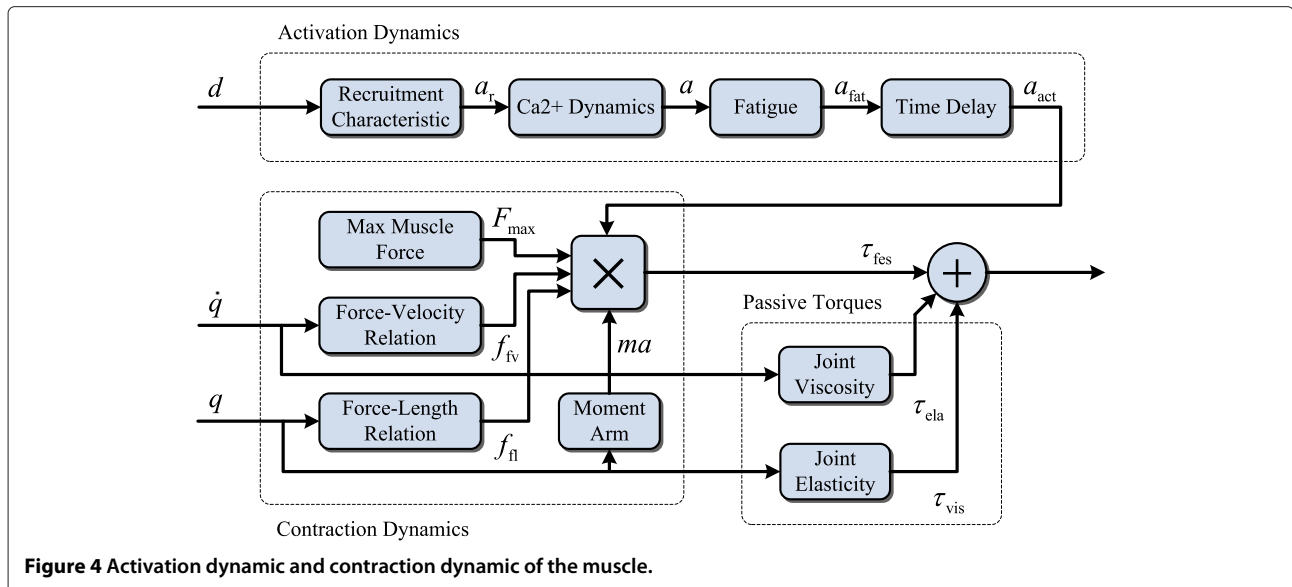 Activation Dynamics
d
Recruitment
Characteristic
a_r
Ca2+ Dynamics
a
Fatigue
a_fat
Time Delay
a_act
Max Muscle
Force
F_max
×
τ_fes
+
q̇
Force-Velocity
Relation
f_fv
ma
Passive Torques
Joint
Viscosity
τ_ela
q
Force-Length
Relation
f_fl
Moment
Arm
Joint
Elasticity
τ_vis
Contraction Dynamics
Figure 4 Activation dynamic and contraction dynamic of the muscle.